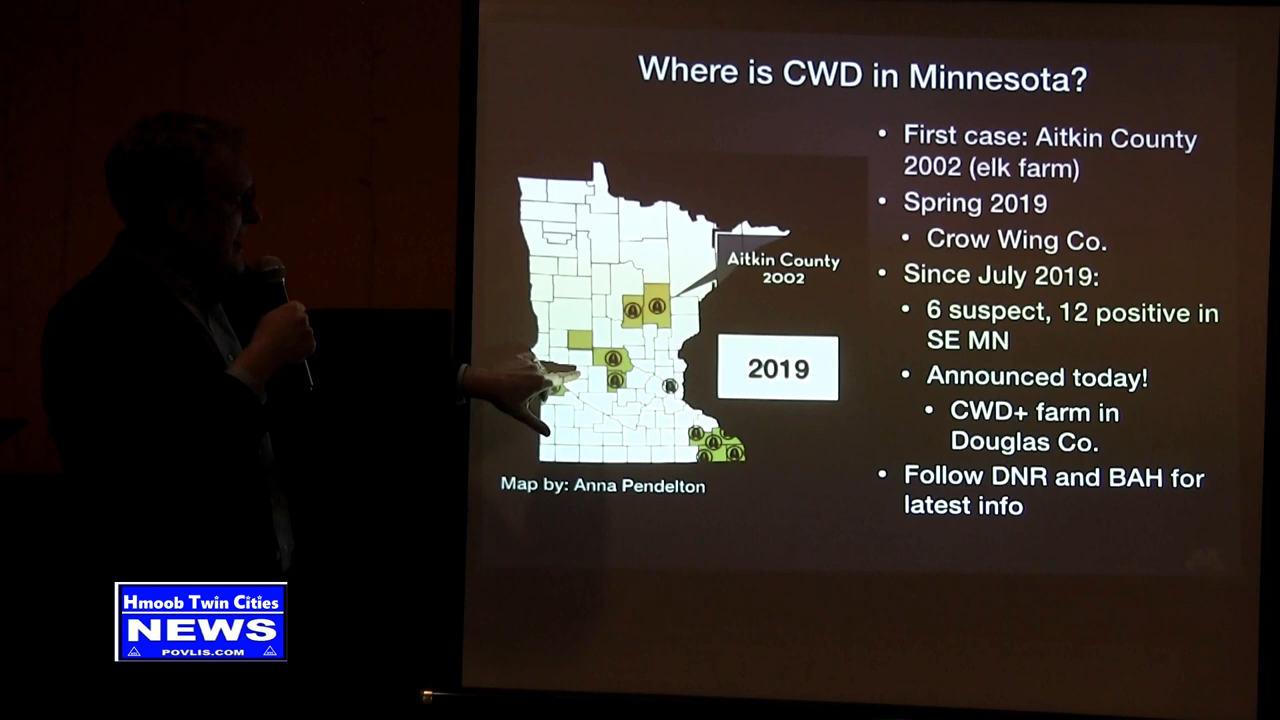 Where is CWD in Minnesota?
• First case: Aitkin County
2002 (elk farm)
• Spring 2019
• Crow Wing Co.
• Since July 2019:
• 6 suspect, 12 positive in
SE MN
• Announced today!
• CWD+ farm in
Douglas Co.
• Follow DNR and BAH for
latest info
Aitkin County
2002
2019
Map by: Anna Pendelton
Hmoob Twin Cities
NEWS
POVLIS.COM